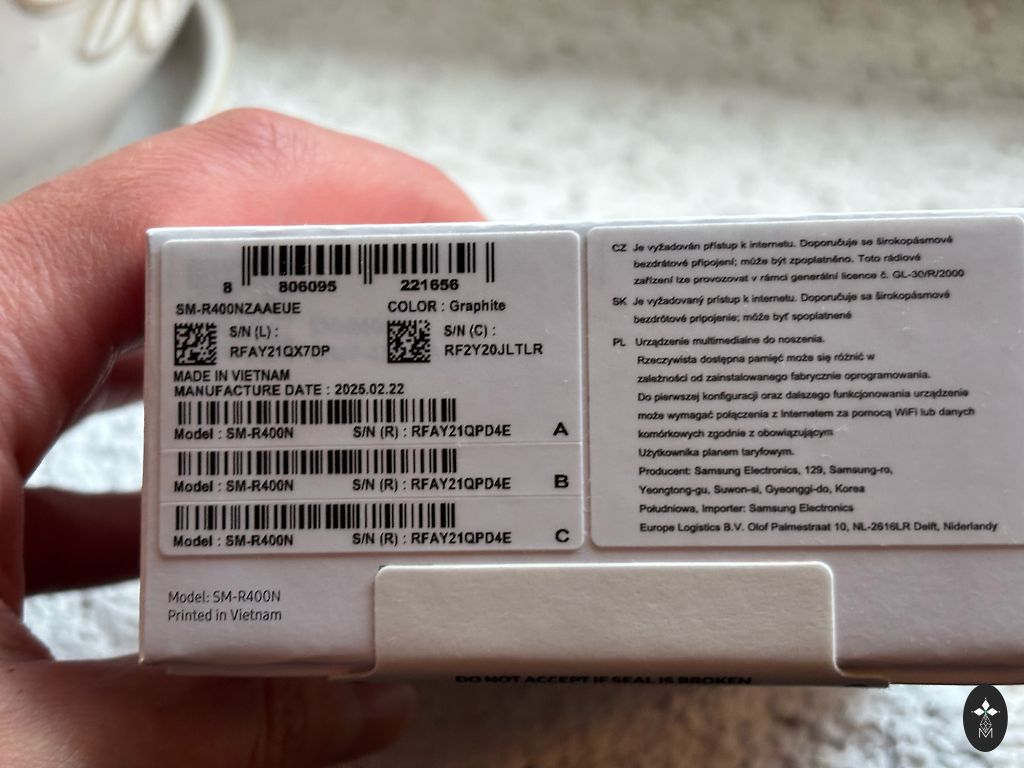 8 806095 221656
SM-R400NZAAEUE COLOR : Graphite
S/N (L) : S/N (C) :
RFAY21QX7DP RF2Y20JLTLR
MADE IN VIETNAM
MANUFACTURE DATE : 2025.02.22
Model : SM-R400N S/N (R) : RFAY21QPD4E A
Model : SM-R400N S/N (R) : RFAY21QPD4E B
Model : SM-R400N S/N (R) : RFAY21QPD4E C
Model: SM-R400N
Printed in Vietnam
CZ Je vyžadován přístup k internetu. Doporučuje se širokopásmové
bezdrátové připojení; může být zpoplatněno. Toto rádiové
zařízení lze provozovat v rámci generální licence č. GL-30/R/2000
SK Je vyžadovaný prístup k internetu. Doporučuje sa širokopásmové
bezdrôtové pripojenie; môže byť spoplatnené
PL Urządzenie multimedialne do noszenia.
Rzeczywista dostępna pamięć może się różnić w
zależności od zainstalowanego fabrycznie oprogramowania.
Do pierwszej konfiguracji oraz dalszego funkcjonowania urządzenie
może wymagać połączenia z Internetem za pomocą WiFi lub danych
komórkowych zgodnie z obowiązującym
Użytkownika planem taryfowym.
Producent: Samsung Electronics, 129, Samsung-ro,
Yeongtong-gu, Suwon-si, Gyeonggi-do, Korea
Południowa, Importer: Samsung Electronics
Europe Logistics B.V. Olof Palmestraat 10, NL-2616LR Delft, Niderlandy
DO NOT ACCEPT IF SEAL IS BROKEN
M